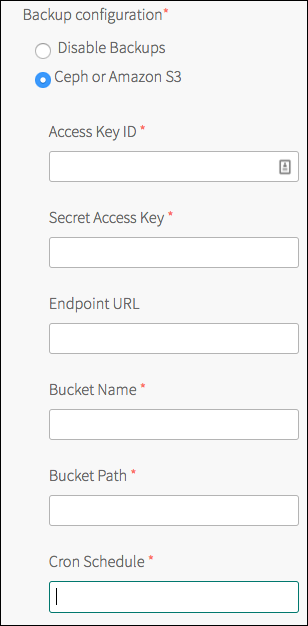 Backup configuration*
Disable Backups
Ceph or Amazon S3
Access Key ID *
Secret Access Key *
Endpoint URL
Bucket Name *
Bucket Path *
Cron Schedule *